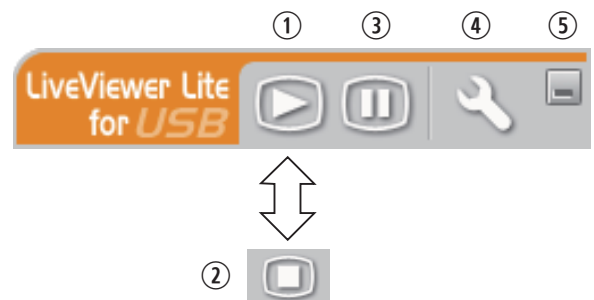 ① ③ ④ ⑤
LiveViewer Lite
for USB
②